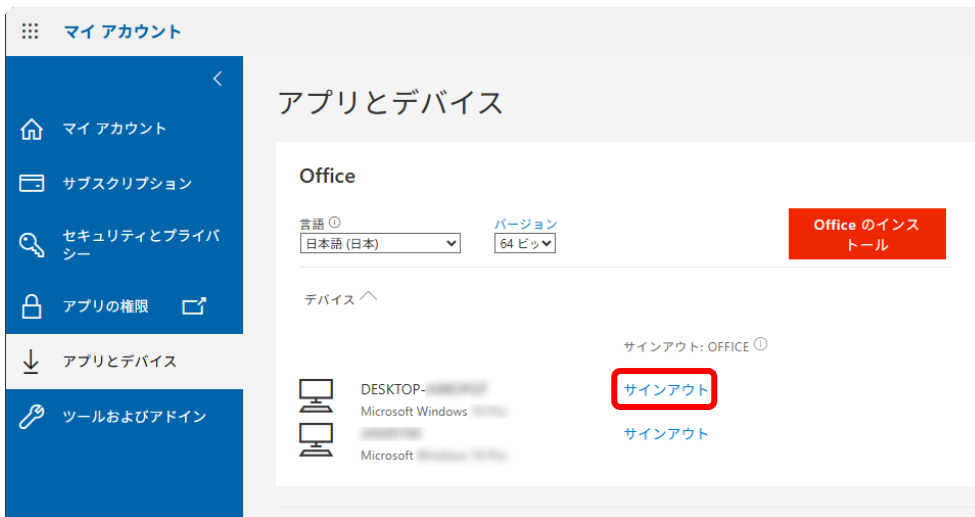 マイ アカウント
マイ アカウント
サブスクリプション
セキュリティとプライバ
シー
アプリの権限
アプリとデバイス
ツールおよびアドイン
アプリとデバイス
Office
言語
バージョン
日本語 (日本)
64 ビッ
Office のインス
トール
デバイス
サインアウト: OFFICE
DESKTOP-
サインアウト
Microsoft Windows
サインアウト
Microsoft